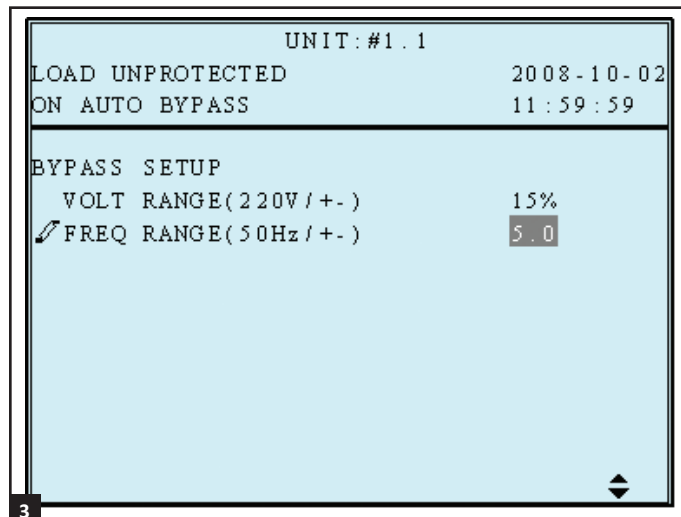 UNIT:#1.1
LOAD UNPROTECTED 2008-10-02
ON AUTO BYPASS 11:59:59
BYPASS SETUP
VOLT RANGE(220V/+-) 15%
FREQ RANGE(50Hz/+-) 5.0
3